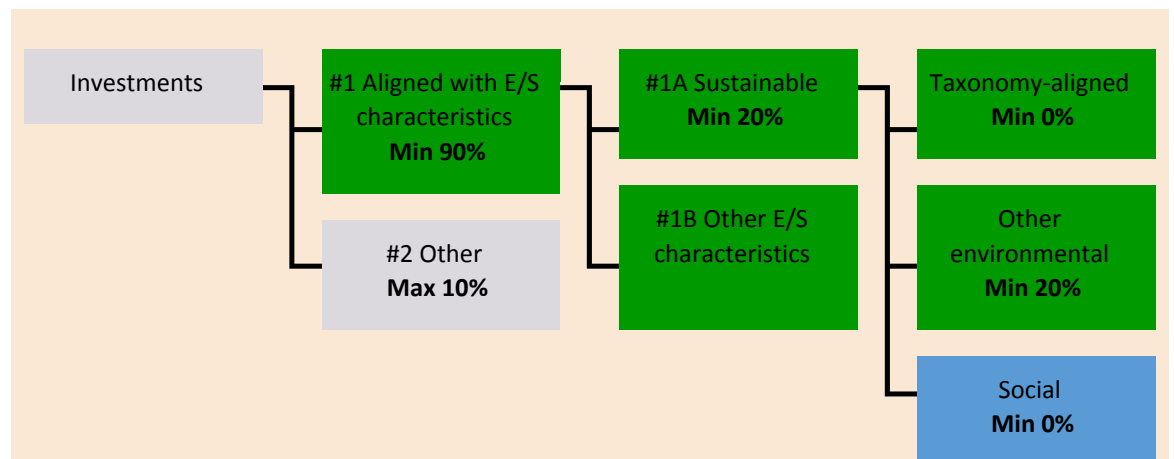 Investments
#1 Aligned with E/S
characteristics
Min 90%
#2 Other
Max 10%
#1A Sustainable
Min 20%
#1B Other E/S
characteristics
Taxonomy-aligned
Min 0%
Other
environmental
Min 20%
Social
Min 0%